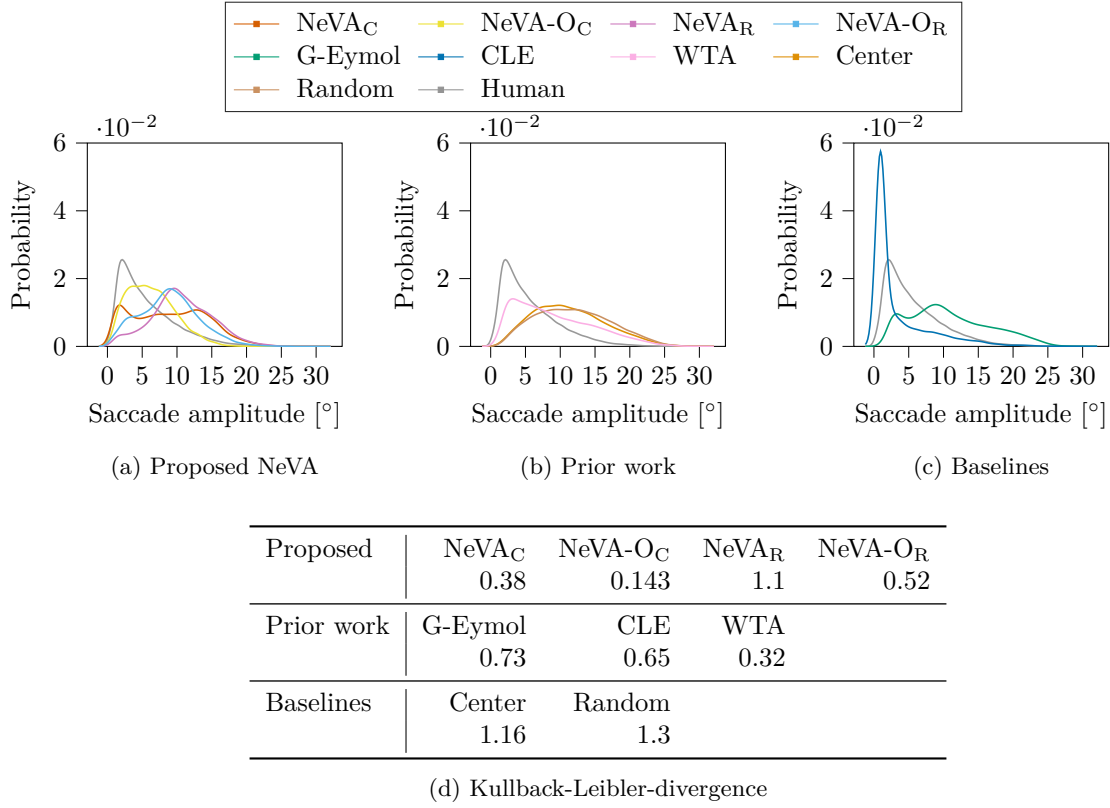 NeVA_C NeVA-O_C NeVA_R NeVA-O_R
G-Eymol CLE WTA Center
Random Human
·10⁻² ·10⁻² ·10⁻²
6 6 6
4 4 4
2 2 2
0 0 0
Probability Probability Probability
0 5 10 15 20 25 30 0 5 10 15 20 25 30 0 5 10 15 20 25 30
Saccade amplitude [°] Saccade amplitude [°] Saccade amplitude [°]
(a) Proposed NeVA (b) Prior work (c) Baselines
Proposed NeVA_C NeVA-O_C NeVA_R NeVA-O_R
0.38 0.143 1.1 0.52
Prior work G-Eymol CLE WTA
0.73 0.65 0.32
Baselines Center Random
1.16 1.3
(d) Kullback-Leibler-divergence